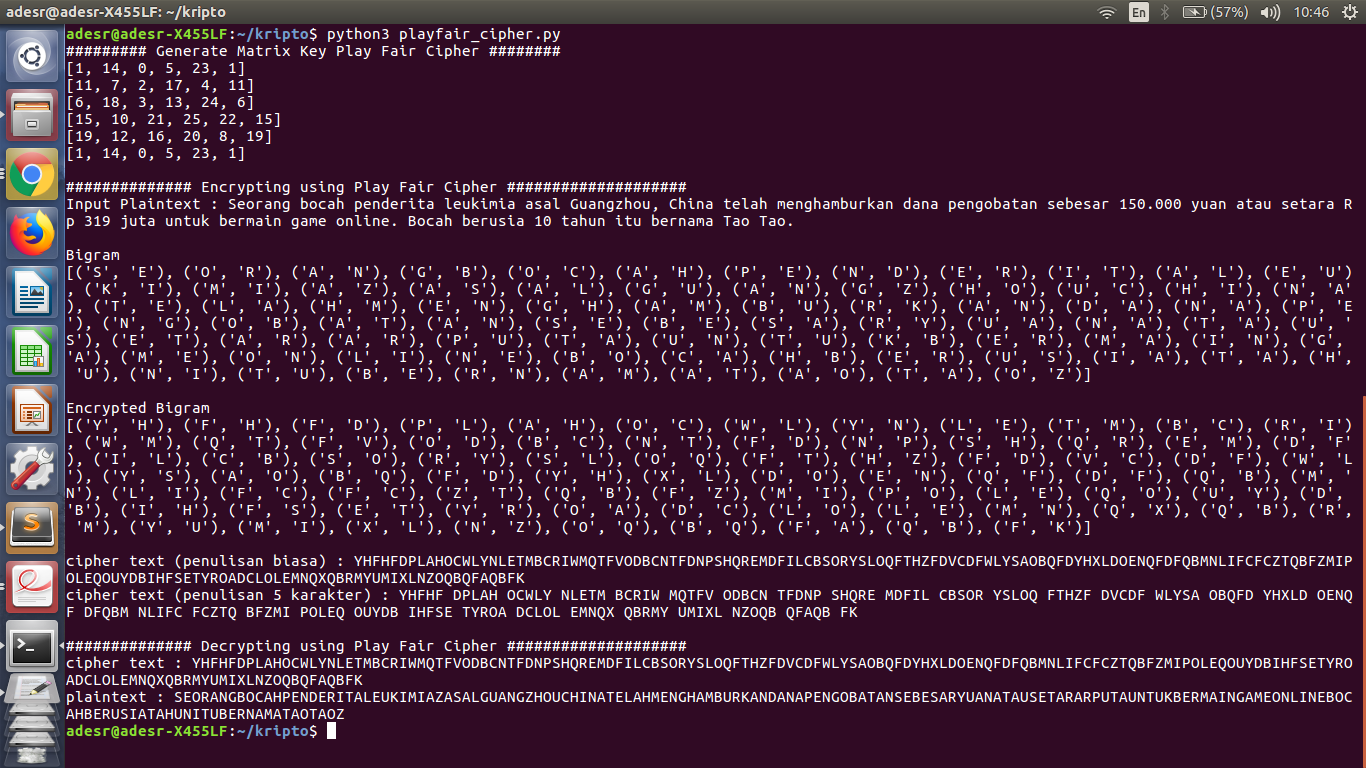 adesr@adesr-X455LF: ~/kripto
En
(57%)
10:46
adesr@adesr-X455LF:~/kripto$ python3 playfair_cipher.py
######### Generate Matrix Key Play Fair Cipher ########
[1, 14, 0, 5, 23, 1]
[11, 7, 2, 17, 4, 11]
[6, 18, 3, 13, 24, 6]
[15, 10, 21, 25, 22, 15]
[19, 12, 16, 20, 8, 19]
[1, 14, 0, 5, 23, 1]
############## Encrypting using Play Fair Cipher ####################
Input Plaintext : Seorang bocah penderita leukimia asal Guangzhou, China telah menghamburkan dana pengobatan sebesar 150.000 yuan atau setara R
p 319 juta untuk bermain game online. Bocah berusia 10 tahun itu bernama Tao Tao.
Bigram
[('S', 'E'), ('O', 'R'), ('A', 'N'), ('G', 'B'), ('O', 'C'), ('A', 'H'), ('P', 'E'), ('N', 'D'), ('E', 'R'), ('I', 'T'), ('A', 'L'), ('E', 'U')
, ('K', 'I'), ('M', 'I'), ('A', 'Z'), ('A', 'S'), ('A', 'L'), ('G', 'U'), ('A', 'N'), ('G', 'Z'), ('H', 'O'), ('U', 'C'), ('H', 'I'), ('N', 'A'
), ('T', 'E'), ('L', 'A'), ('H', 'M'), ('E', 'N'), ('G', 'H'), ('A', 'M'), ('B', 'U'), ('R', 'K'), ('A', 'N'), ('D', 'A'), ('N', 'A'), ('P', 'E
'), ('N', 'G'), ('O', 'B'), ('A', 'T'), ('A', 'N'), ('S', 'E'), ('B', 'E'), ('S', 'A'), ('R', 'Y'), ('U', 'A'), ('N', 'A'), ('T', 'A'), ('U', '
S'), ('E', 'T'), ('A', 'R'), ('A', 'R'), ('P', 'U'), ('T', 'A'), ('U', 'N'), ('T', 'U'), ('K', 'B'), ('E', 'R'), ('M', 'A'), ('I', 'N'), ('G', 
'A'), ('M', 'E'), ('O', 'N'), ('L', 'I'), ('N', 'E'), ('B', 'O'), ('C', 'A'), ('H', 'B'), ('E', 'R'), ('U', 'S'), ('I', 'A'), ('T', 'A'), ('H',
 'U'), ('N', 'I'), ('T', 'U'), ('B', 'E'), ('R', 'N'), ('A', 'M'), ('A', 'T'), ('A', 'O'), ('T', 'A'), ('O', 'Z')]
Encrypted Bigram
[('Y', 'H'), ('F', 'H'), ('F', 'D'), ('P', 'L'), ('A', 'H'), ('O', 'C'), ('W', 'L'), ('Y', 'N'), ('L', 'E'), ('T', 'M'), ('B', 'C'), ('R', 'I')
, ('W', 'M'), ('Q', 'T'), ('F', 'V'), ('O', 'D'), ('B', 'C'), ('N', 'T'), ('F', 'D'), ('N', 'P'), ('S', 'H'), ('Q', 'R'), ('E', 'M'), ('D', 'F'
), ('I', 'L'), ('C', 'B'), ('S', 'O'), ('R', 'Y'), ('S', 'L'), ('O', 'Q'), ('F', 'T'), ('H', 'Z'), ('F', 'D'), ('V', 'C'), ('D', 'F'), ('W', 'L
'), ('Y', 'S'), ('A', 'O'), ('B', 'Q'), ('F', 'D'), ('Y', 'H'), ('X', 'L'), ('D', 'O'), ('E', 'N'), ('Q', 'F'), ('D', 'F'), ('Q', 'B'), ('M', '
N'), ('L', 'I'), ('F', 'C'), ('F', 'C'), ('Z', 'T'), ('Q', 'B'), ('F', 'Z'), ('M', 'I'), ('P', 'O'), ('L', 'E'), ('Q', 'O'), ('U', 'Y'), ('D', 
'B'), ('I', 'H'), ('F', 'S'), ('E', 'T'), ('Y', 'R'), ('O', 'A'), ('D', 'C'), ('L', 'O'), ('L', 'E'), ('M', 'N'), ('Q', 'X'), ('Q', 'B'), ('R',
 'M'), ('Y', 'U'), ('M', 'I'), ('X', 'L'), ('N', 'Z'), ('O', 'Q'), ('B', 'Q'), ('F', 'A'), ('Q', 'B'), ('F', 'K')]
cipher text (penulisan biasa) : YHFHFDPLAHOCWLYNLETMBCRIWMQTFVODBCNTFDNPSHQREMDFILCBSORYSLOQFTHZFDVCDFWLYSAOBQFDYHXLDOENQFDFQBMNLIFCFCZTQBFZMIP
OLEQOUYDBIHFSETYROADCLOLEMNQXQBRMYUMIXLNZOQBQFAQBFK
cipher text (penulisan 5 karakter) : YHFHF DPLAH OCWLY NLETM BCRIW MQTFV ODBCN TFDNP SHQRE MDFIL CBSOR YSLOQ FTHZF DVCDF WLYSA OBQFD YHXLD OENQ
F DFQBM NLIFC FCZTQ BFZMI POLEQ OUYDB IHFSE TYROA DCLOL EMNQX QBRMY UMIXL NZOQB QFAQB FK
############## Decrypting using Play Fair Cipher ####################
cipher text : YHFHFDPLAHOCWLYNLETMBCRIWMQTFVODBCNTFDNPSHQREMDFILCBSORYSLOQFTHZFDVCDFWLYSAOBQFDYHXLDOENQFDFQBMNLIFCFCZTQBFZMIPOLEQOUYDBIHFSETYRO
ADCLOLEMNQXQBRMYUMIXLNZOQBQFAQBFK
plaintext : SEORANGBOCAHPENDERITALEUKIMIAZASALGUANGZHOUCHINATELAHMENGHAMBURKANDANAPENGOBATANSEBESARYUANATAUSETARARPUTAUNTUKBERMAINGAMEONLINEBOC
AHBERUSIATAHUNITUBERNAMATAOTAOZ
adesr@adesr-X455LF:~/kripto$